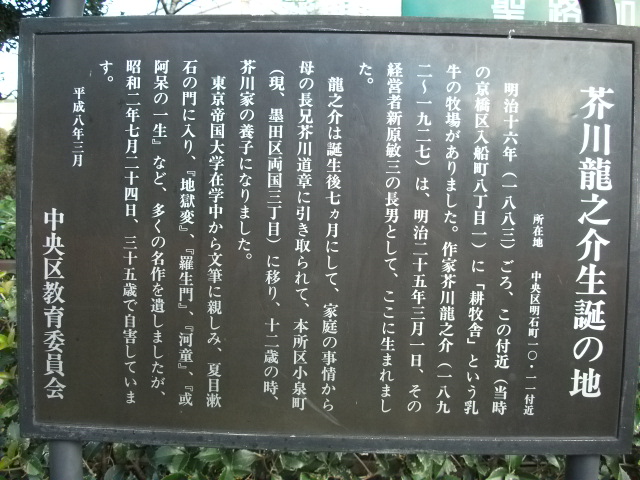 芥川龍之介生誕の地
所在地　中央区明石町一〇・一一付近
明治十六年（一八八三）ごろ、この付近（当時
の京橋区入船町八丁目一）に「耕牧舎」という乳
牛の牧場がありました。作家芥川龍之介（一八九
二〜一九二七）は、明治二十五年三月一日、その
経営者新原敏三の長男として、ここに生まれまし
た。
龍之介は誕生後七ヵ月にして、家庭の事情から
母の長兄芥川道章に引き取られて、本所区小泉町
（現、墨田区両国三丁目）に移り、十二歳の時、
芥川家の養子になりました。
東京帝国大学在学中から文筆に親しみ、夏目漱
石の門に入り、『地獄変』、『羅生門』、『河童』、『或
阿呆の一生』など、多くの名作を遺しましたが、
昭和二年七月二十四日、三十五歳で自害していま
す。
平成八年三月
中央区教育委員会